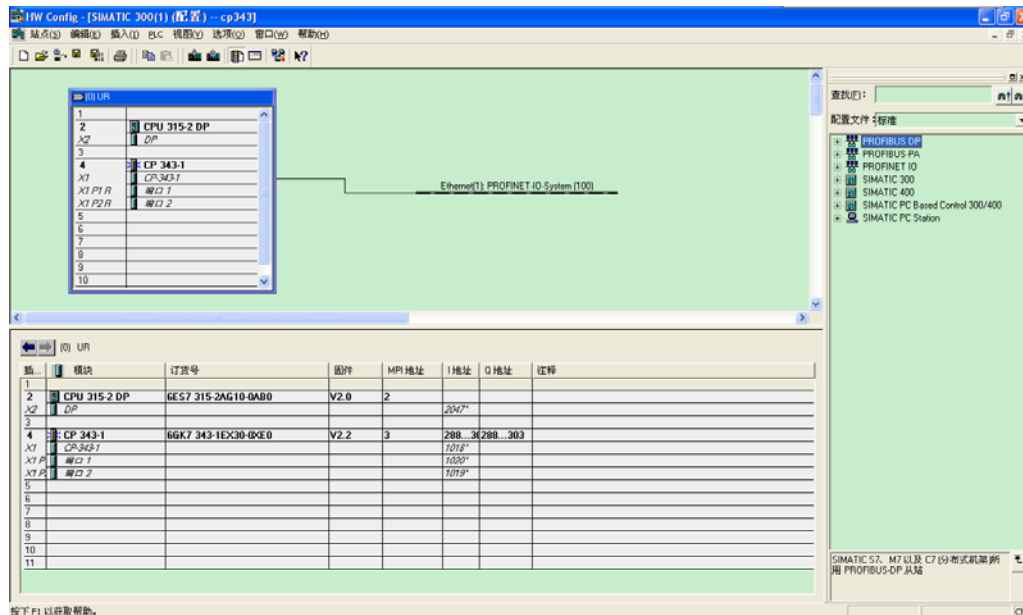 HW Config - [SIMATIC 300(1) (配置) -- cp343]
站点(S) 编辑(E) 插入(I) PLC 视图(V) 选项(O) 窗口(W) 帮助(H)
(0) UR
1
2 CPU 315-2 DP
X2 DP
3
4 CP 343-1
X1 CP-343-1
X1 P1 R 端口 1
X1 P2 R 端口 2
5
6
7
8
9
10
Ethernet(1): PROFINET-IO-System (100)
查找(F):
配置文件: 标准
PROFIBUS DP
PROFIBUS-PA
PROFINET IO
SIMATIC 300
SIMATIC 400
SIMATIC PC Based Control 300/400
SIMATIC PC Station
(0) UR
插... 模块 订货号 固件 MPI 地址 I 地址 Q 地址 注释
1
2 CPU 315-2 DP 6ES7 315-2AG10-0AB0 V2.0 2
X2 DP 2047*
3
4 CP 343-1 6GK7 343-1EX30-0XE0 V2.2 3 288...30 288...303
X1 CP-343-1 1018*
X1 P 端口 1 1020*
X1 P. 端口 2 1019*
5
6
7
8
9
10
11
SIMATIC S7、M7 以及 C7 (分布式机架)所
用 PROFIBUS-DP 从站
按下 F1 以获取帮助。